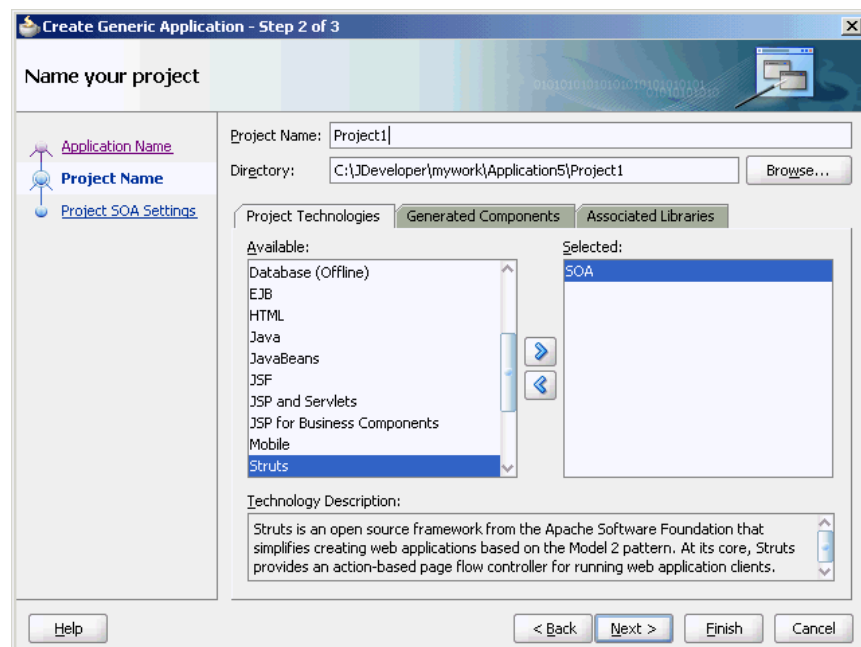 Create Generic Application - Step 2 of 3
Name your project
Application Name
Project Name
Project SOA Settings
Project Name: Project1
Directory: C:\JDeveloper\mywork\Application5\Project1 Browse...
Project Technologies Generated Components Associated Libraries
Available: Selected:
Database (Offline) SOA
EJB
HTML
Java
JavaBeans
JSF
JSP and Servlets
JSP for Business Components
Mobile
Struts
Technology Description:
Struts is an open source framework from the Apache Software Foundation that
simplifies creating web applications based on the Model 2 pattern. At its core, Struts
provides an action-based page flow controller for running web application clients.
Help < Back Next > Finish Cancel